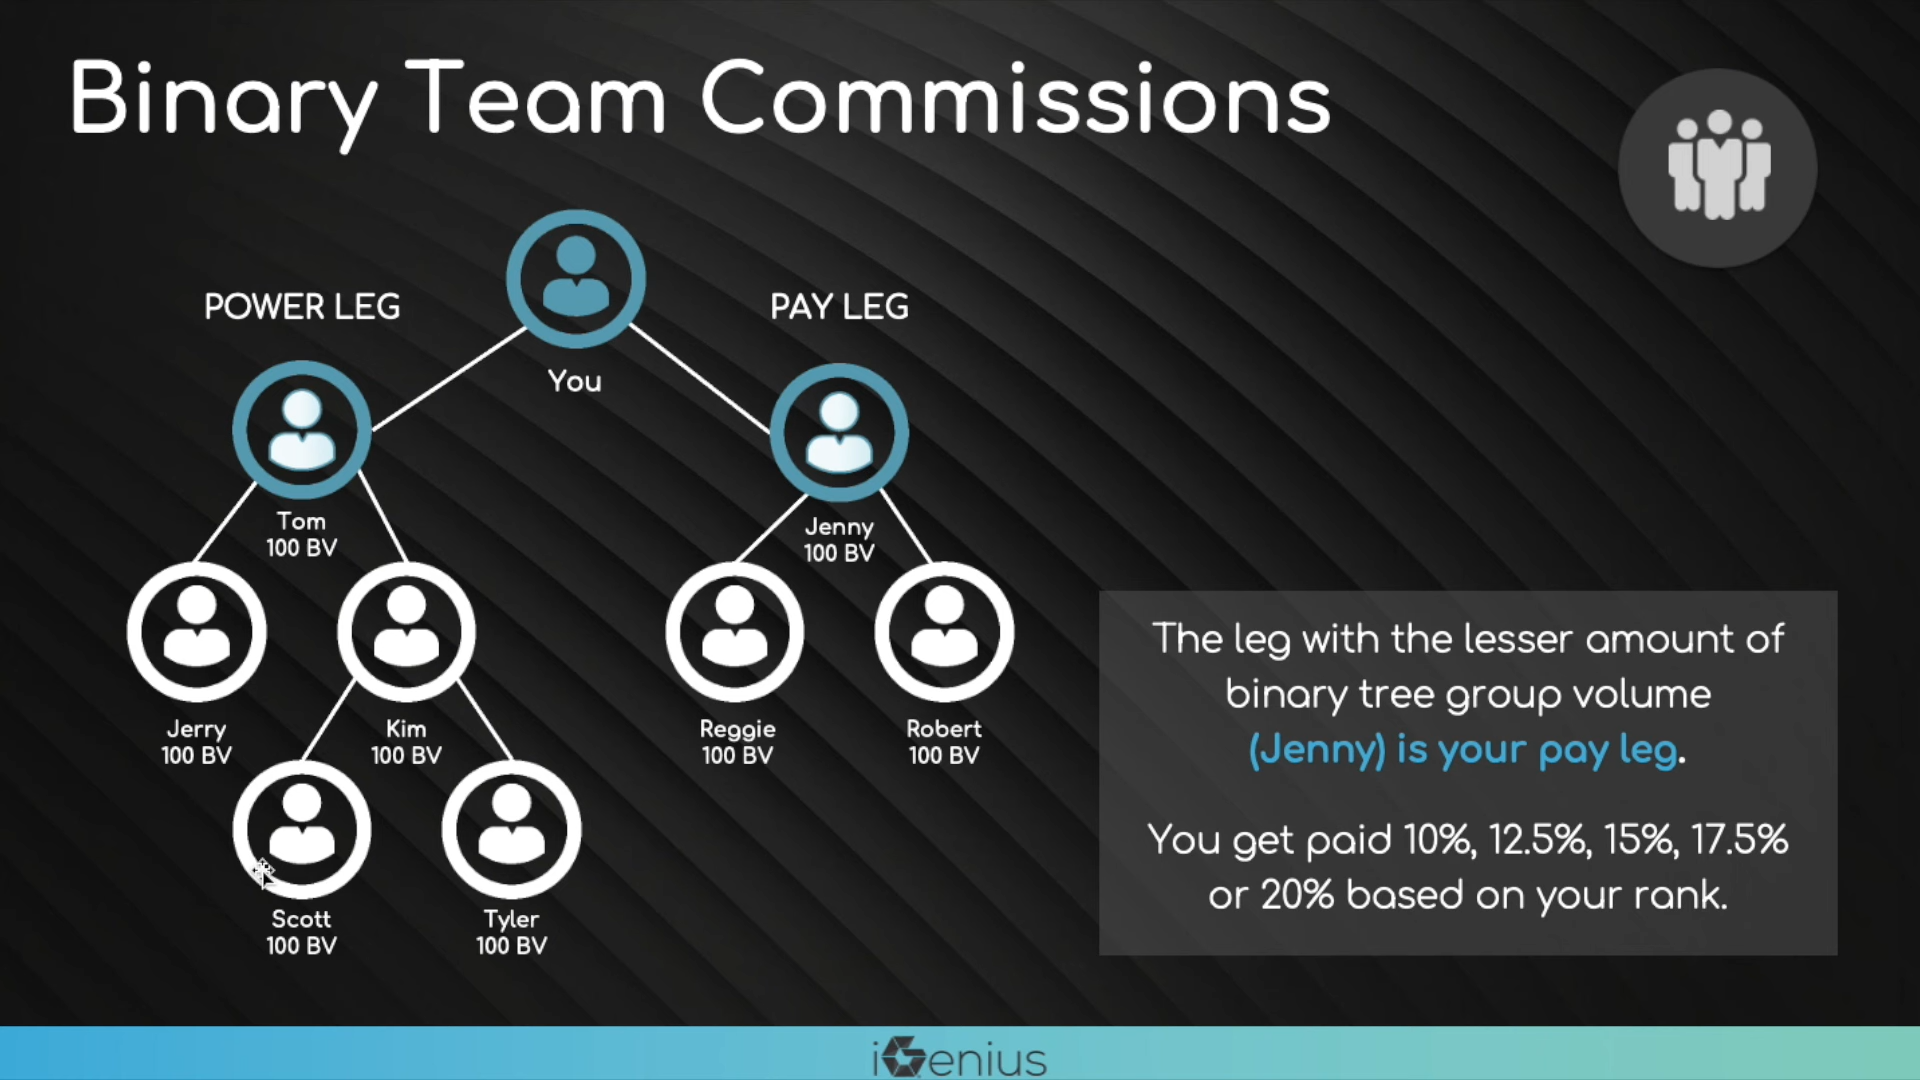 Binary Team Commissions
POWER LEG
PAY LEG
You
Tom
100 BV
Jenny
100 BV
Jerry
100 BV
Kim
100 BV
Reggie
100 BV
Robert
100 BV
Scott
100 BV
Tyler
100 BV
The leg with the lesser amount of
binary tree group volume
(Jenny) is your pay leg.
You get paid 10%, 12.5%, 15%, 17.5%
or 20% based on your rank.
iGenius